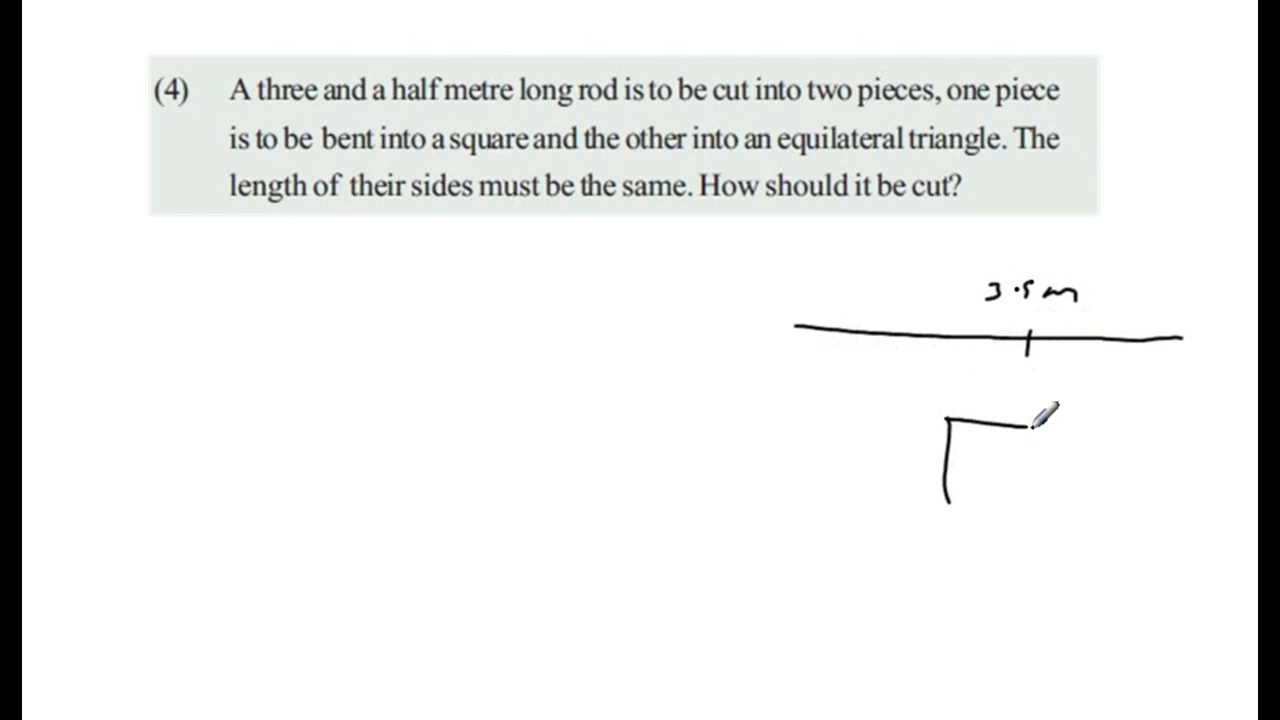 (4) A three and a half metre long rod is to be cut into two pieces, one piece
is to be bent into a square and the other into an equilateral triangle. The
length of their sides must be the same. How should it be cut?
3.5 m